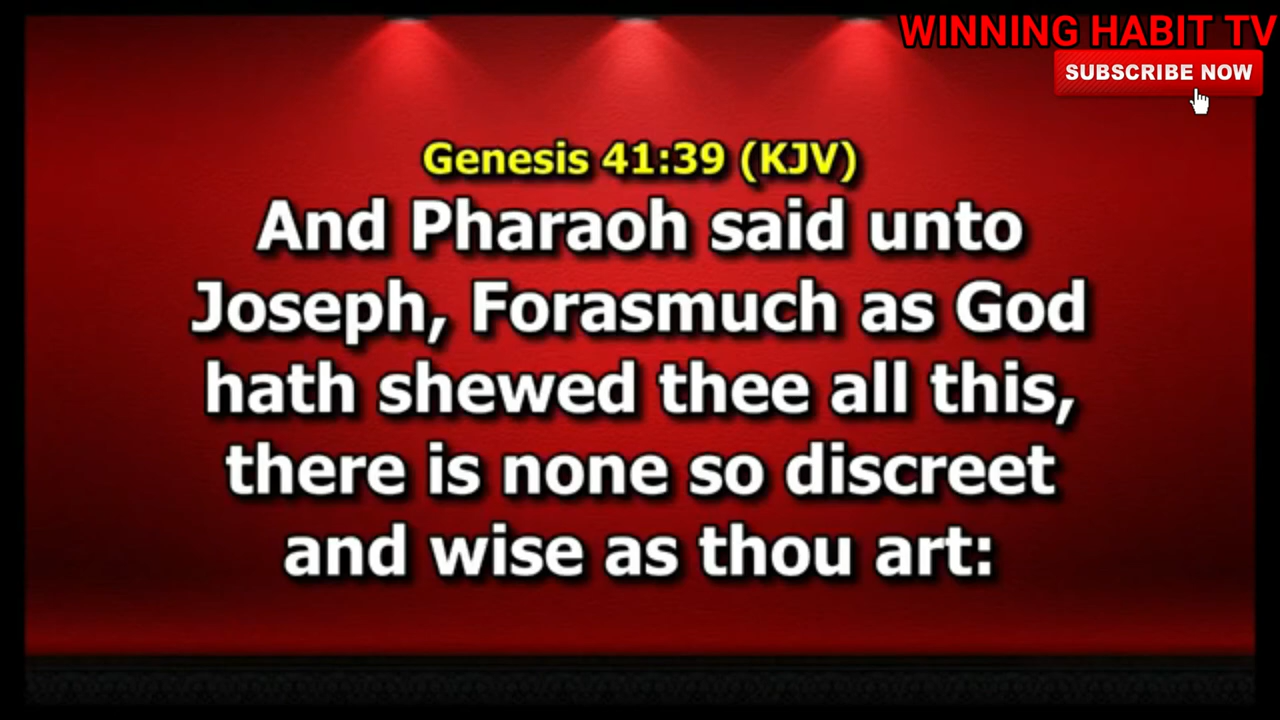 WINNING HABIT TV
SUBSCRIBE NOW
Genesis 41:39 (KJV)
And Pharaoh said unto
Joseph, Forasmuch as God
hath shewed thee all this,
there is none so discreet
and wise as thou art: